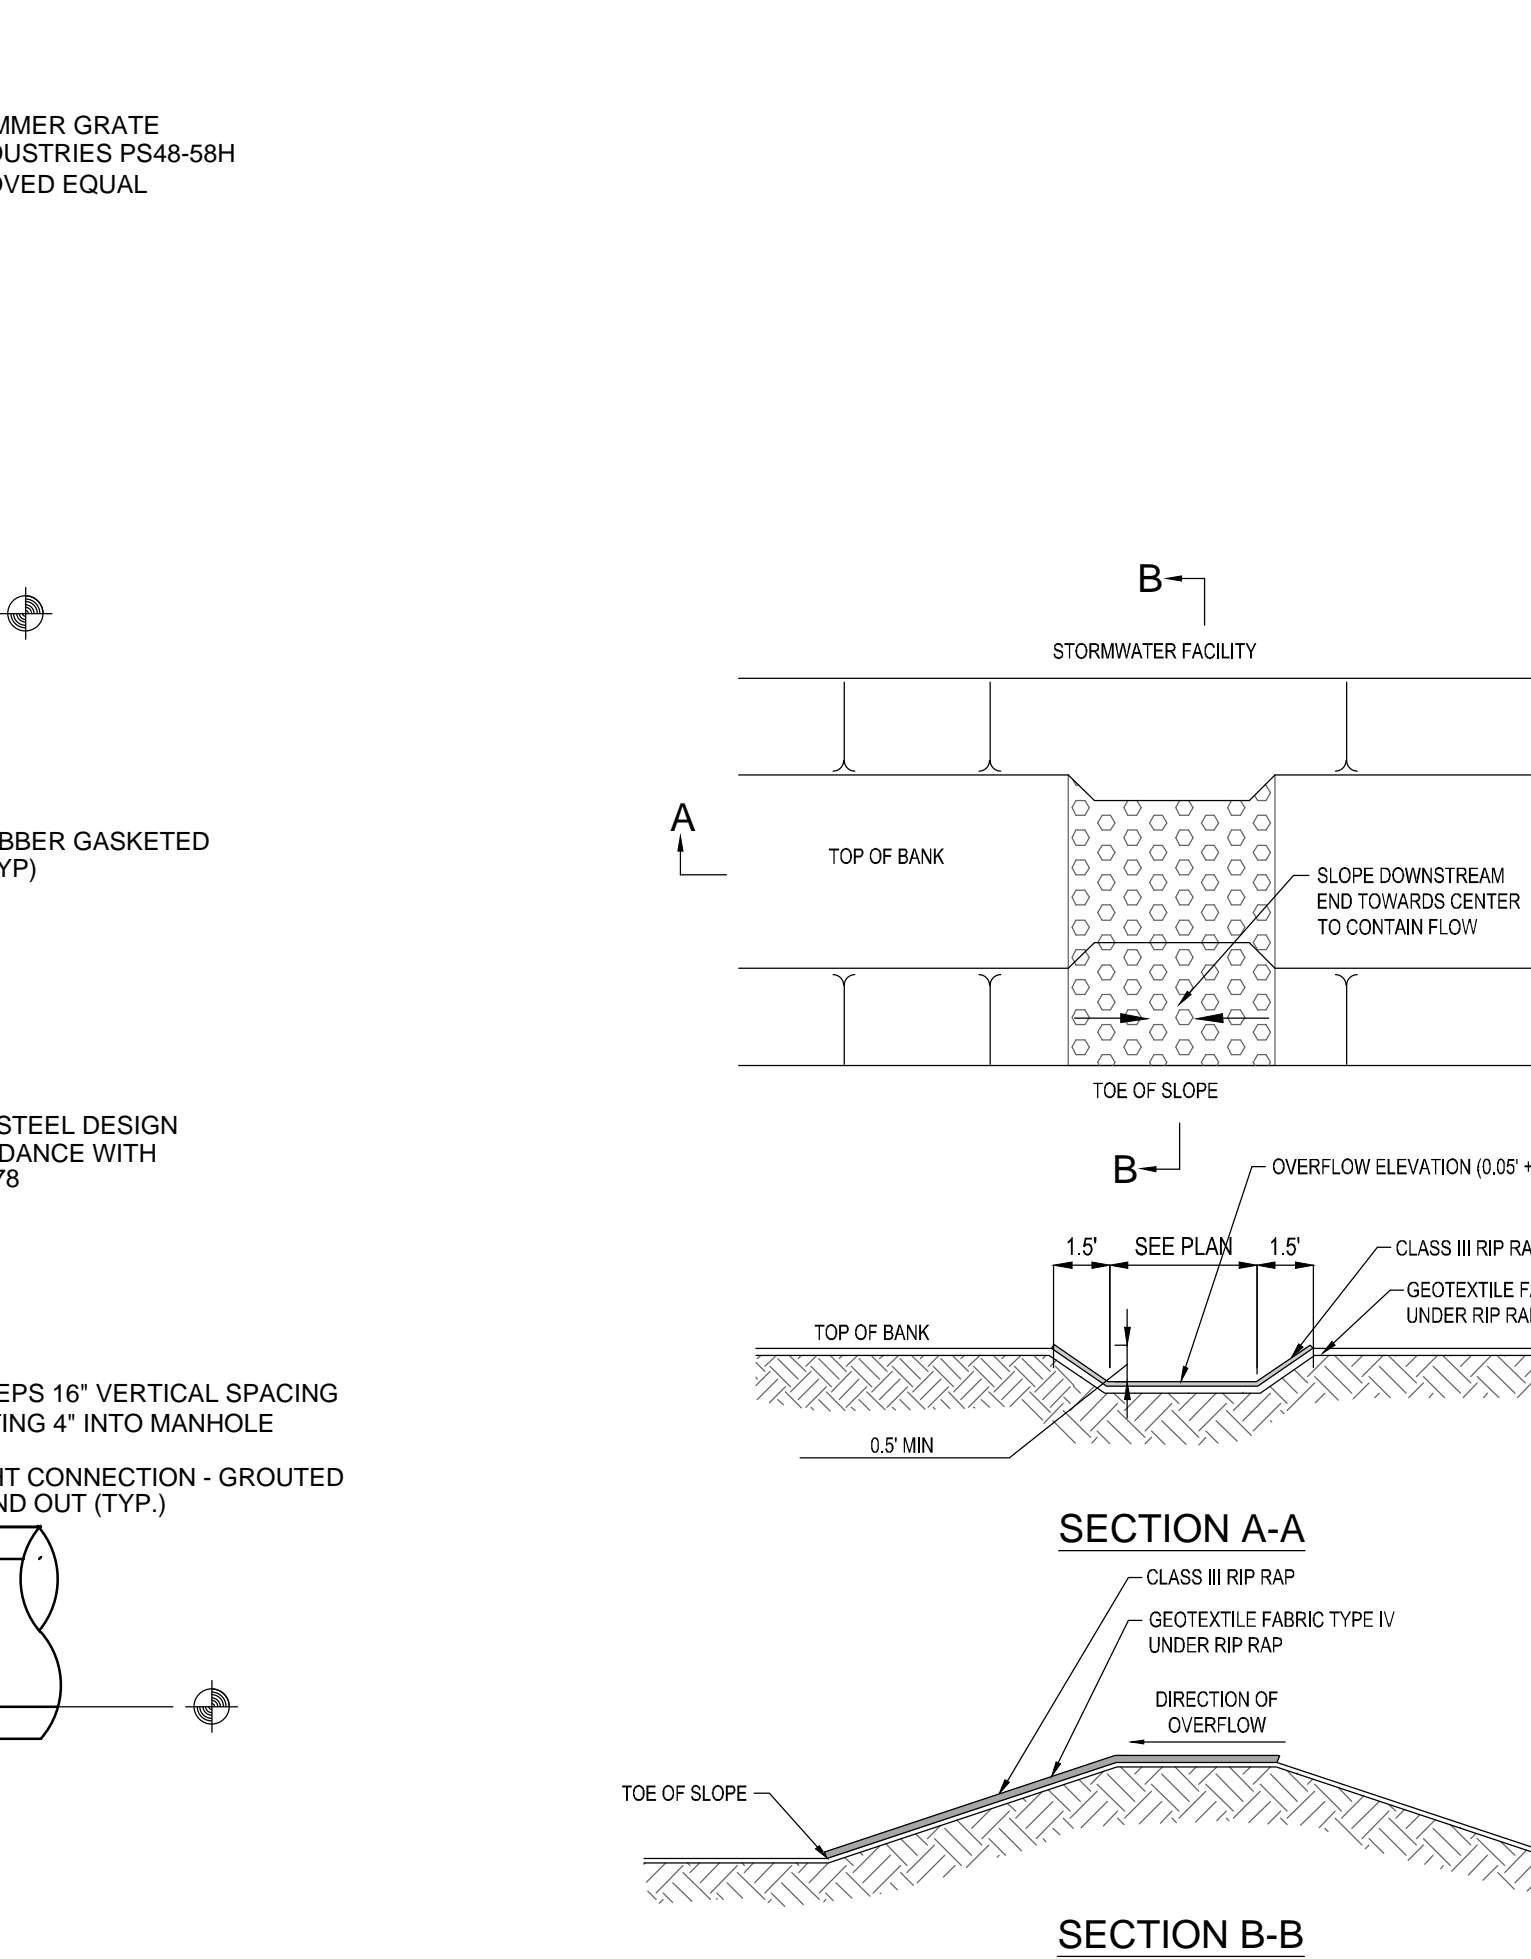 MMER GRATE
DUSTRIES PS48-58H
OVED EQUAL
BBER GASKETED
YP)
STEEL DESIGN
DANCE WITH
78
EPS 16" VERTICAL SPACING
TING 4" INTO MANHOLE
HT CONNECTION - GROUTED
ND OUT (TYP.)
B
STORMWATER FACILITY
A
TOP OF BANK
SLOPE DOWNSTREAM
END TOWARDS CENTER
TO CONTAIN FLOW
TOE OF SLOPE
B
OVERFLOW ELEVATION (0.05' +
1.5'
SEE PLAN
1.5'
CLASS III RIP RA
GEOTEXTILE FA
UNDER RIP RAP
TOP OF BANK
0.5' MIN
SECTION A-A
CLASS III RIP RAP
GEOTEXTILE FABRIC TYPE IV
UNDER RIP RAP
DIRECTION OF
OVERFLOW
TOE OF SLOPE
SECTION B-B